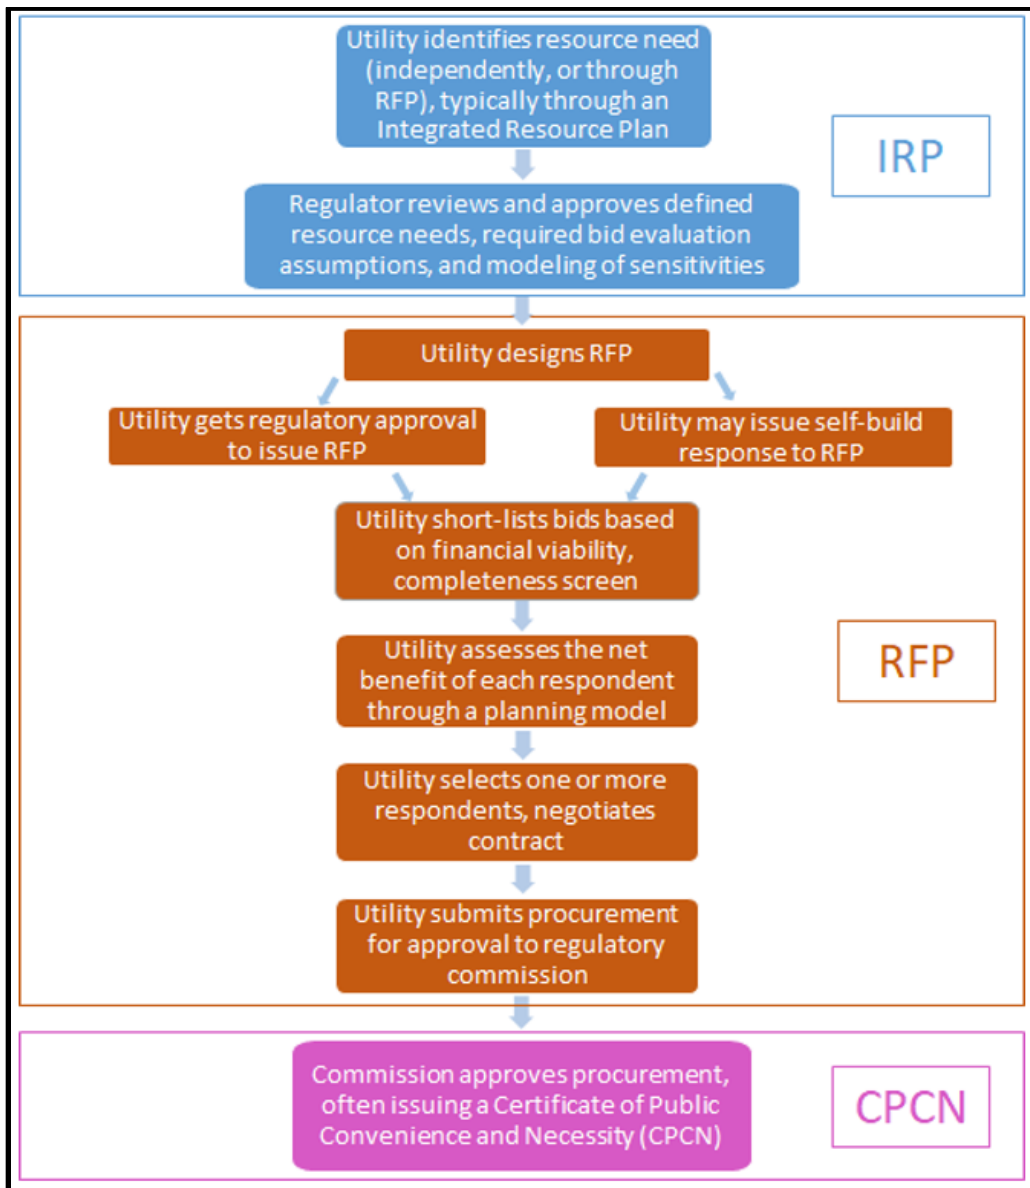 Utility identifies resource need
(independently, or through
RFP), typically through an
Integrated Resource Plan
IRP
Regulator reviews and approves defined
resource needs, required bid evaluation
assumptions, and modeling of sensitivities
Utility designs RFP
Utility gets regulatory approval
to issue RFP
Utility may issue self-build
response to RFP
Utility short-lists bids based
on financial viability,
completeness screen
Utility assesses the net
benefit of each respondent
through a planning model
RFP
Utility selects one or more
respondents, negotiates
contract
Utility submits procurement
for approval to regulatory
commission
Commission approves procurement,
often issuing a Certificate of Public
Convenience and Necessity (CPCN)
CPCN